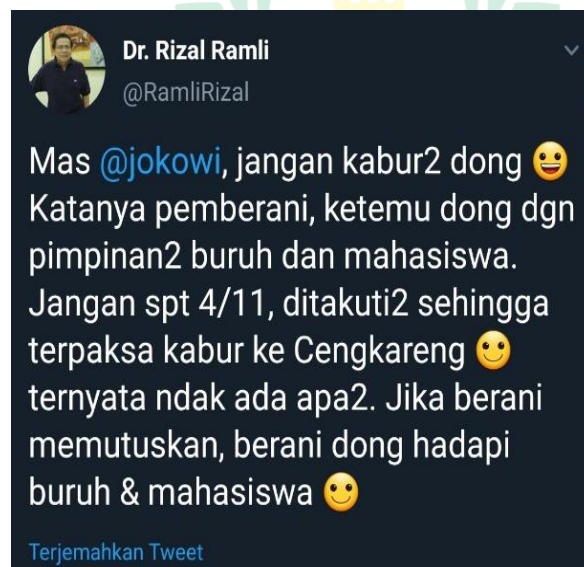 Dr. Rizal Ramli
@RamliRizal
Mas @jokowi, jangan kabur2 dong 😀
Katanya pemberani, ketemu dong dgn
pimpinan2 buruh dan mahasiswa.
Jangan spt 4/11, ditakuti2 sehingga
terpaksa kabur ke Cengkareng 🙂
ternyata ndak ada apa2. Jika berani
memutuskan, berani dong hadapi
buruh & mahasiswa 🙂
Terjemahkan Tweet